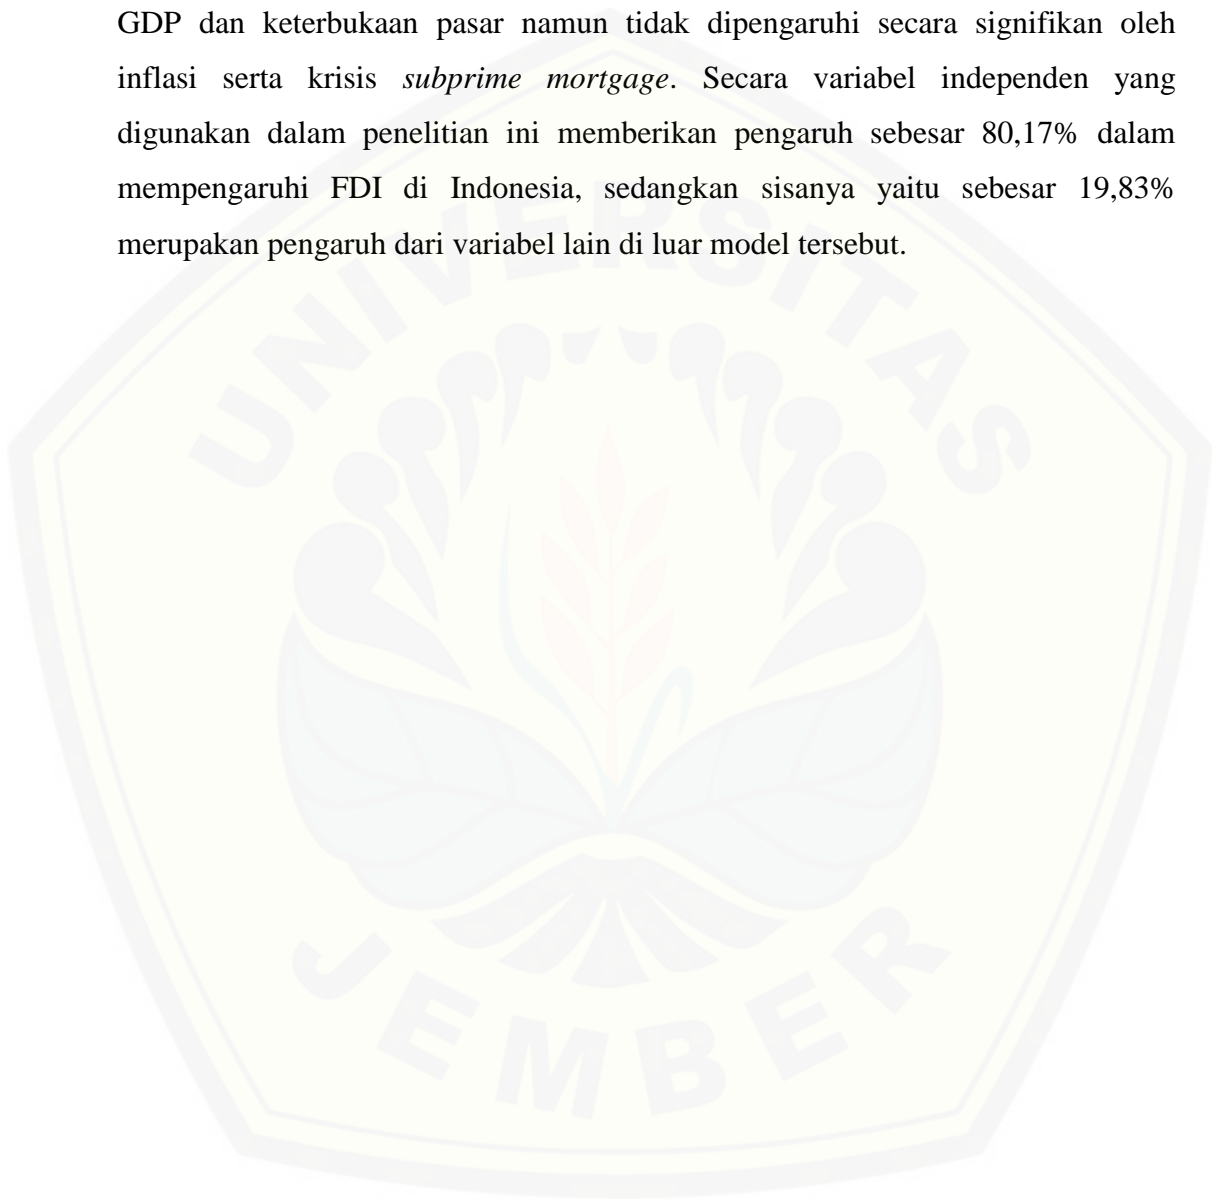 GDP dan keterbukaan pasar namun tidak dipengaruhi secara signifikan oleh
inflasi serta krisis subprime mortgage. Secara variabel independen yang
digunakan dalam penelitian ini memberikan pengaruh sebesar 80,17% dalam
mempengaruhi FDI di Indonesia, sedangkan sisanya yaitu sebesar 19,83%
merupakan pengaruh dari variabel lain di luar model tersebut.
UNIVERSITAS
JEMBER